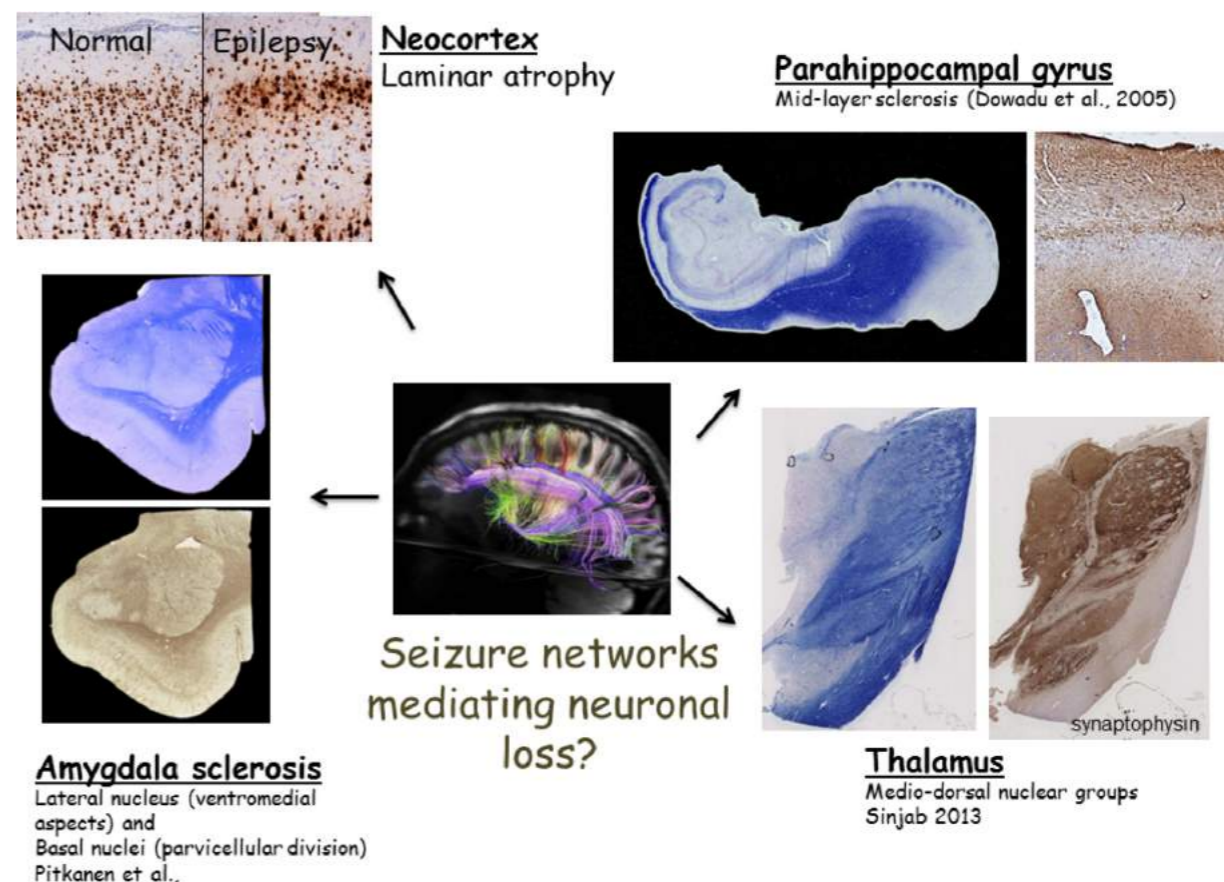 Normal
Epilepsy
Neocortex
Laminar atrophy
Parahippocampal gyrus
Mid-layer sclerosis (Dowadu et al., 2005)
Seizure networks
mediating neuronal
loss?
synaptophysin
Amygdala sclerosis
Lateral nucleus (ventromedial
aspects) and
Basal nuclei (parvicellular division)
Pitkanen et al.,
Thalamus
Medio-dorsal nuclear groups
Sinjab 2013